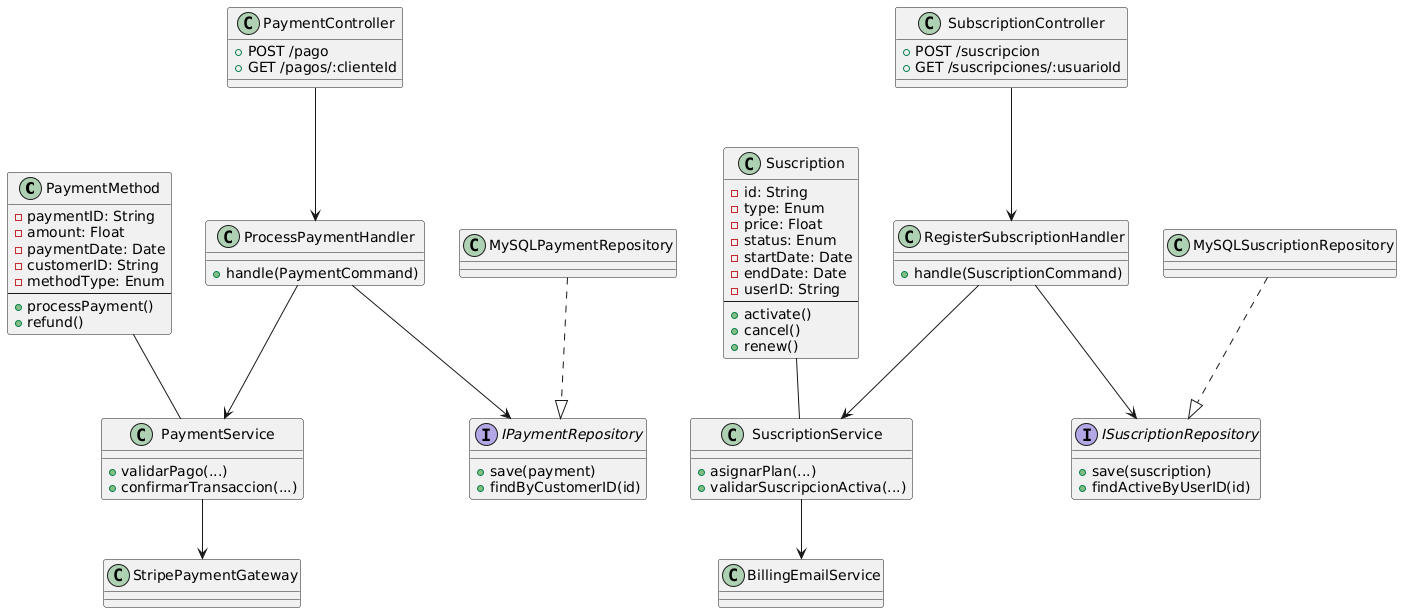 C PaymentController
POST /pago
GET /pagos/:clienteId
C SubscriptionController
POST /suscripcion
GET /suscripciones/:usuarioId
C PaymentMethod
paymentID: String
amount: Float
paymentDate: Date
customerID: String
methodType: Enum
processPayment()
refund()
C ProcessPaymentHandler
handle(PaymentCommand)
C MySQLPaymentRepository
C Suscription
id: String
type: Enum
price: Float
status: Enum
startDate: Date
endDate: Date
userID: String
activate()
cancel()
renew()
C RegisterSubscriptionHandler
handle(SuscriptionCommand)
C MySQLSuscriptionRepository
C PaymentService
validarPago(...)
confirmarTransaccion(...)
I IPaymentRepository
save(payment)
findByCustomerID(id)
C SuscriptionService
asignarPlan(...)
validarSuscripcionActiva(...)
I ISuscriptionRepository
save(suscription)
findActiveByUserID(id)
C StripePaymentGateway
C BillingEmailService